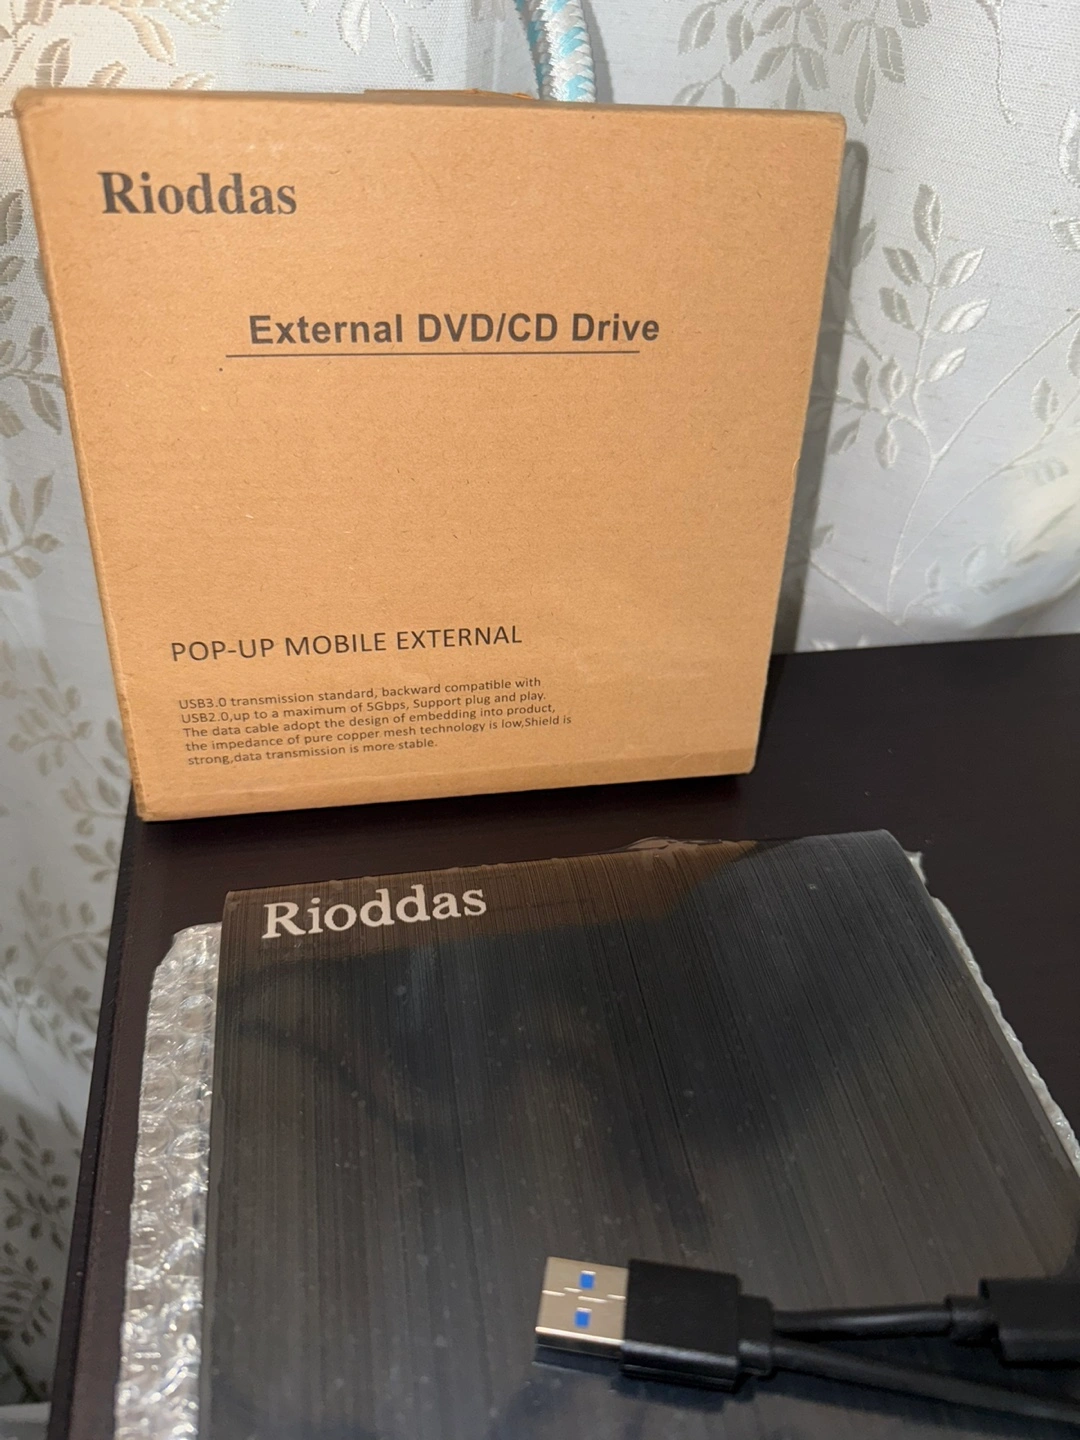 Rioddas
External DVD/CD Drive
POP-UP MOBILE EXTERNAL
USB3.0 transmission standard, backward compatible with
USB2.0,up to a maximum of 5Gbps, Support plug and play.
The data cable adopt the design of embedding into product,
the impedance of pure copper mesh technology is low,Shield is
strong,data transmission is more stable.
Rioddas